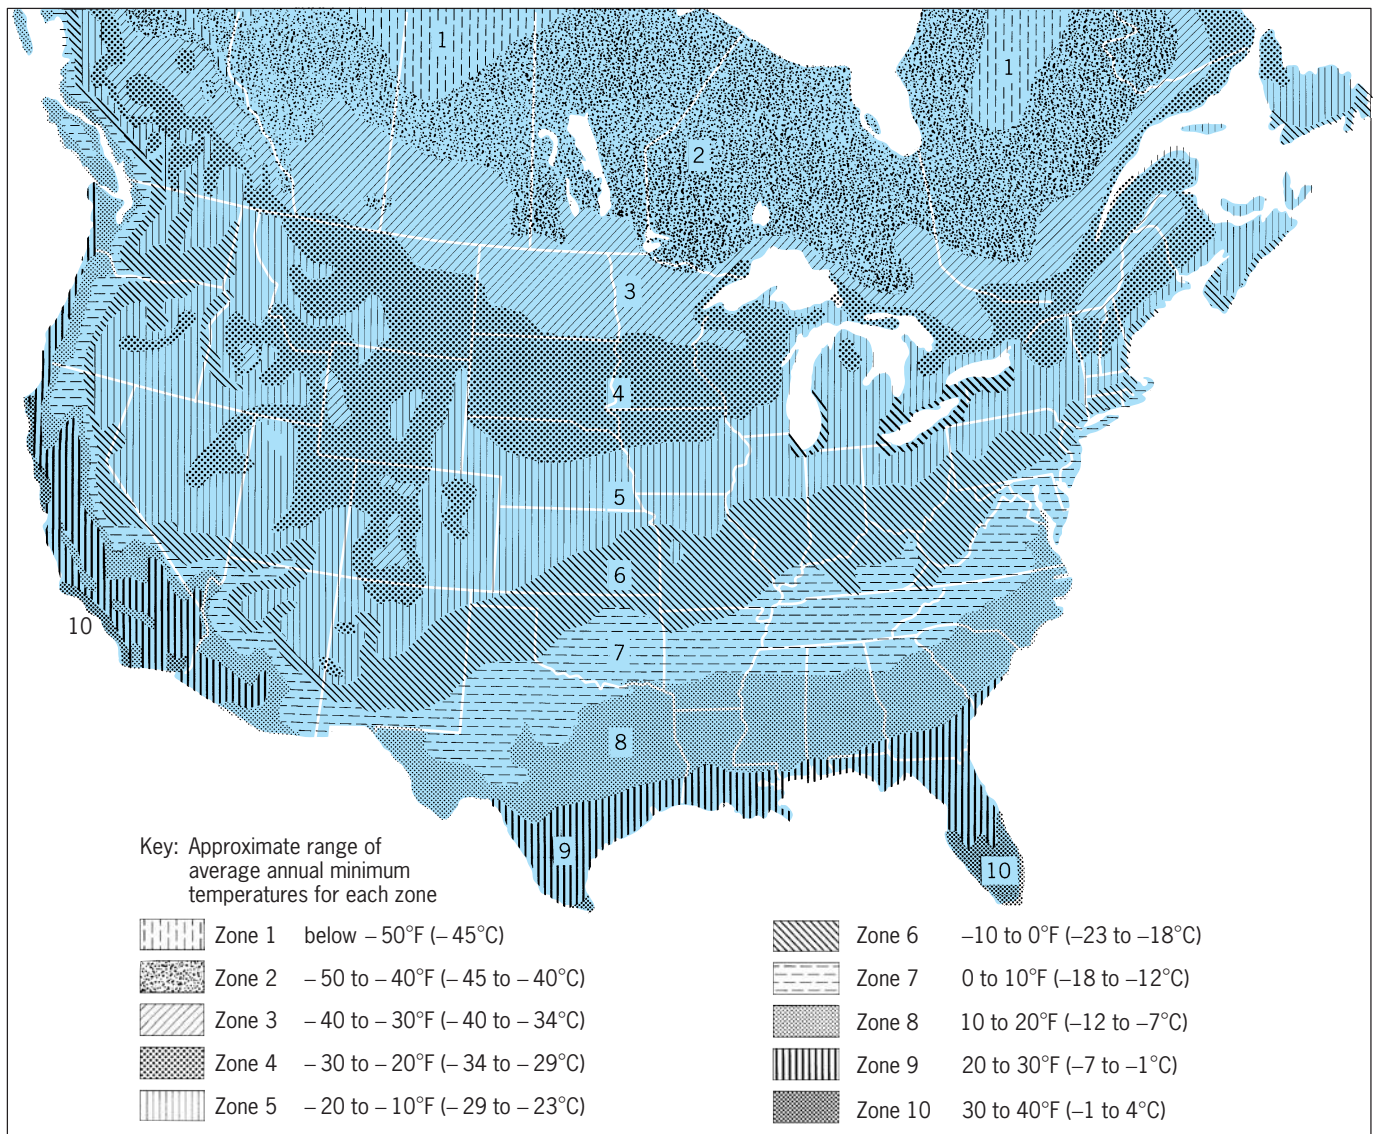 1
1
2
3
4
5
6
10
7
8
9
10
Key: Approximate range of
average annual minimum
temperatures for each zone
Zone 1 below – 50°F (– 45°C)
Zone 2 – 50 to – 40°F (– 45 to – 40°C)
Zone 3 – 40 to – 30°F (– 40 to – 34°C)
Zone 4 – 30 to – 20°F (– 34 to – 29°C)
Zone 5 – 20 to – 10°F (– 29 to – 23°C)
Zone 6 –10 to 0°F (–23 to –18°C)
Zone 7 0 to 10°F (–18 to –12°C)
Zone 8 10 to 20°F (–12 to –7°C)
Zone 9 20 to 30°F (–7 to –1°C)
Zone 10 30 to 40°F (–1 to 4°C)